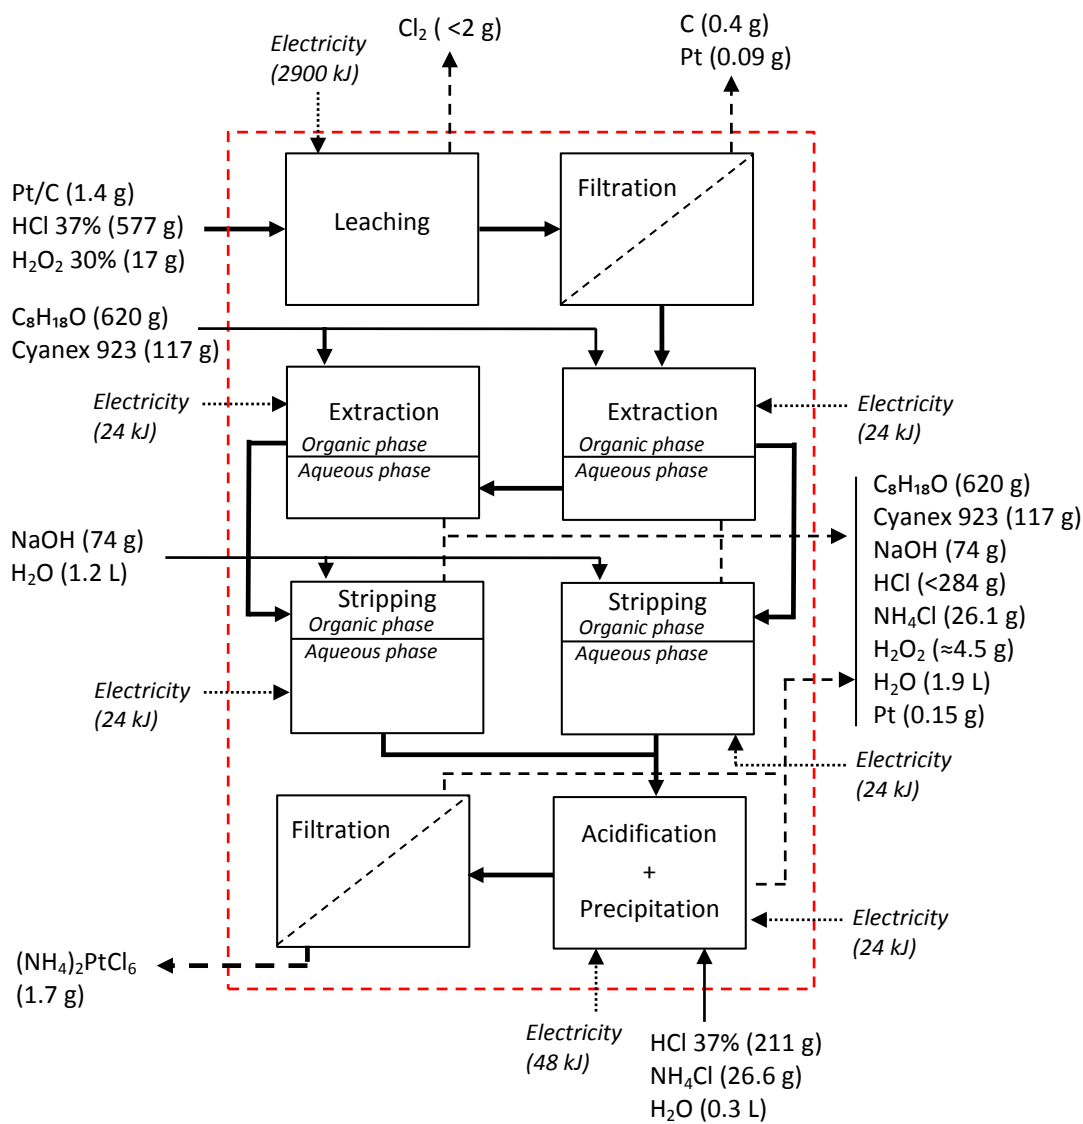 Electricity
(2900 kJ)
Cl₂ ( <2 g)
C (0.4 g)
Pt (0.09 g)
Pt/C (1.4 g)
HCl 37% (577 g)
H₂O₂ 30% (17 g)
Leaching
Filtration
C₈H₁₈O (620 g)
Cyanex 923 (117 g)
Electricity
(24 kJ)
Extraction
Organic phase
Aqueous phase
Extraction
Organic phase
Aqueous phase
Electricity
(24 kJ)
C₈H₁₈O (620 g)
Cyanex 923 (117 g)
NaOH (74 g)
HCl (<284 g)
NH₄Cl (26.1 g)
H₂O₂ (≈4.5 g)
H₂O (1.9 L)
Pt (0.15 g)
NaOH (74 g)
H₂O (1.2 L)
Stripping
Organic phase
Aqueous phase
Stripping
Organic phase
Aqueous phase
Electricity
(24 kJ)
Electricity
(24 kJ)
Filtration
Acidification
+
Precipitation
Electricity
(24 kJ)
(NH₄)₂PtCl₆
(1.7 g)
Electricity
(48 kJ)
HCl 37% (211 g)
NH₄Cl (26.6 g)
H₂O (0.3 L)